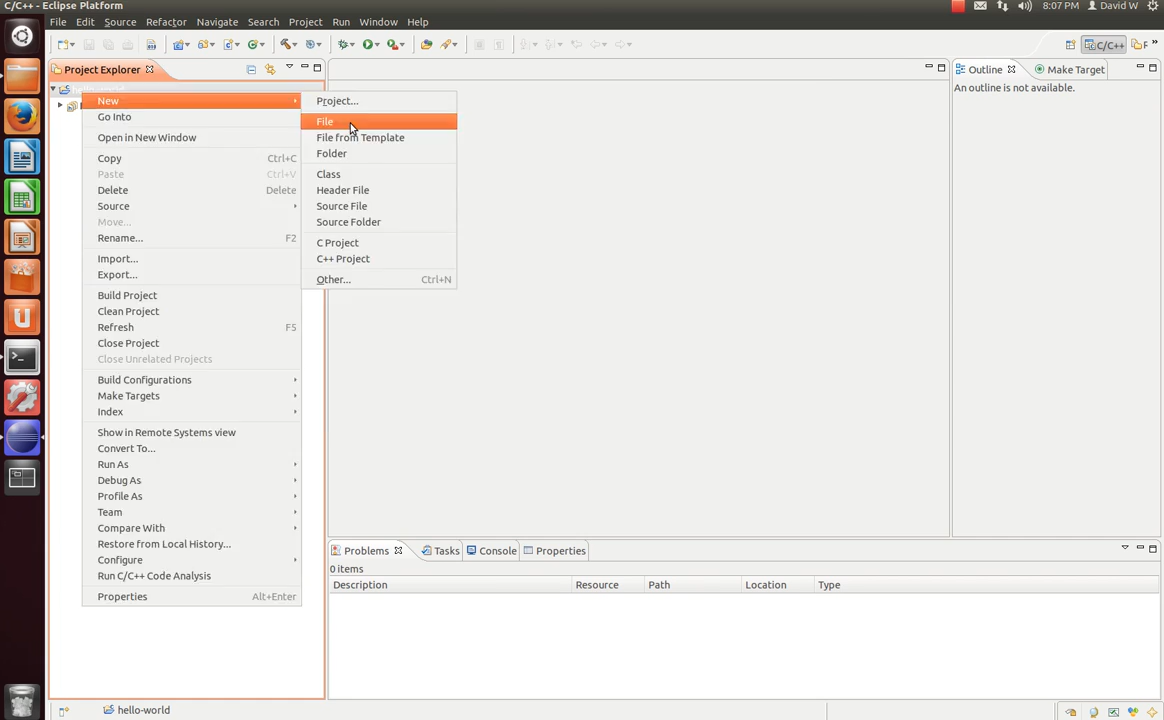 C/C++ - Eclipse Platform
8:07 PM
David W
File Edit Source Refactor Navigate Search Project Run Window Help
C/C++
Project Explorer
Outline
Make Target
hello-world
An outline is not available.
New
Go Into
Open in New Window
Copy Ctrl+C
Paste Ctrl+V
Delete Delete
Source
Move...
Rename... F2
Import...
Export...
Build Project
Clean Project
Refresh F5
Close Project
Close Unrelated Projects
Build Configurations
Make Targets
Index
Show in Remote Systems view
Convert To...
Run As
Debug As
Profile As
Team
Compare With
Restore from Local History...
Configure
Run C/C++ Code Analysis
Properties Alt+Enter
Project...
File
File from Template
Folder
Class
Header File
Source File
Source Folder
C Project
C++ Project
Other... Ctrl+N
Problems
Tasks
Console
Properties
0 items
Description Resource Path Location Type
hello-world